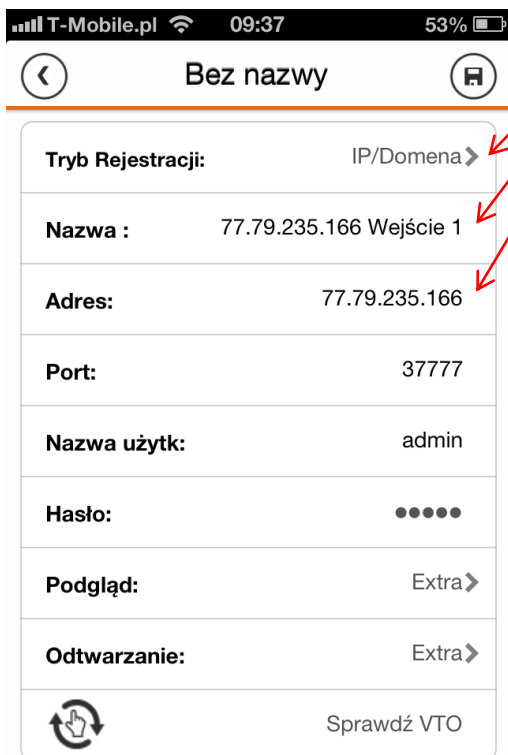 T-Mobile.pl 09:37 53%
Bez nazwy
Tryb Rejestracji: IP/Domena
Nazwa : 77.79.235.166 Wejście 1
Adres: 77.79.235.166
Port: 37777
Nazwa użytk: admin
Hasło: •••••
Podgląd: Extra
Odtwarzanie: Extra
Sprawdź VTO